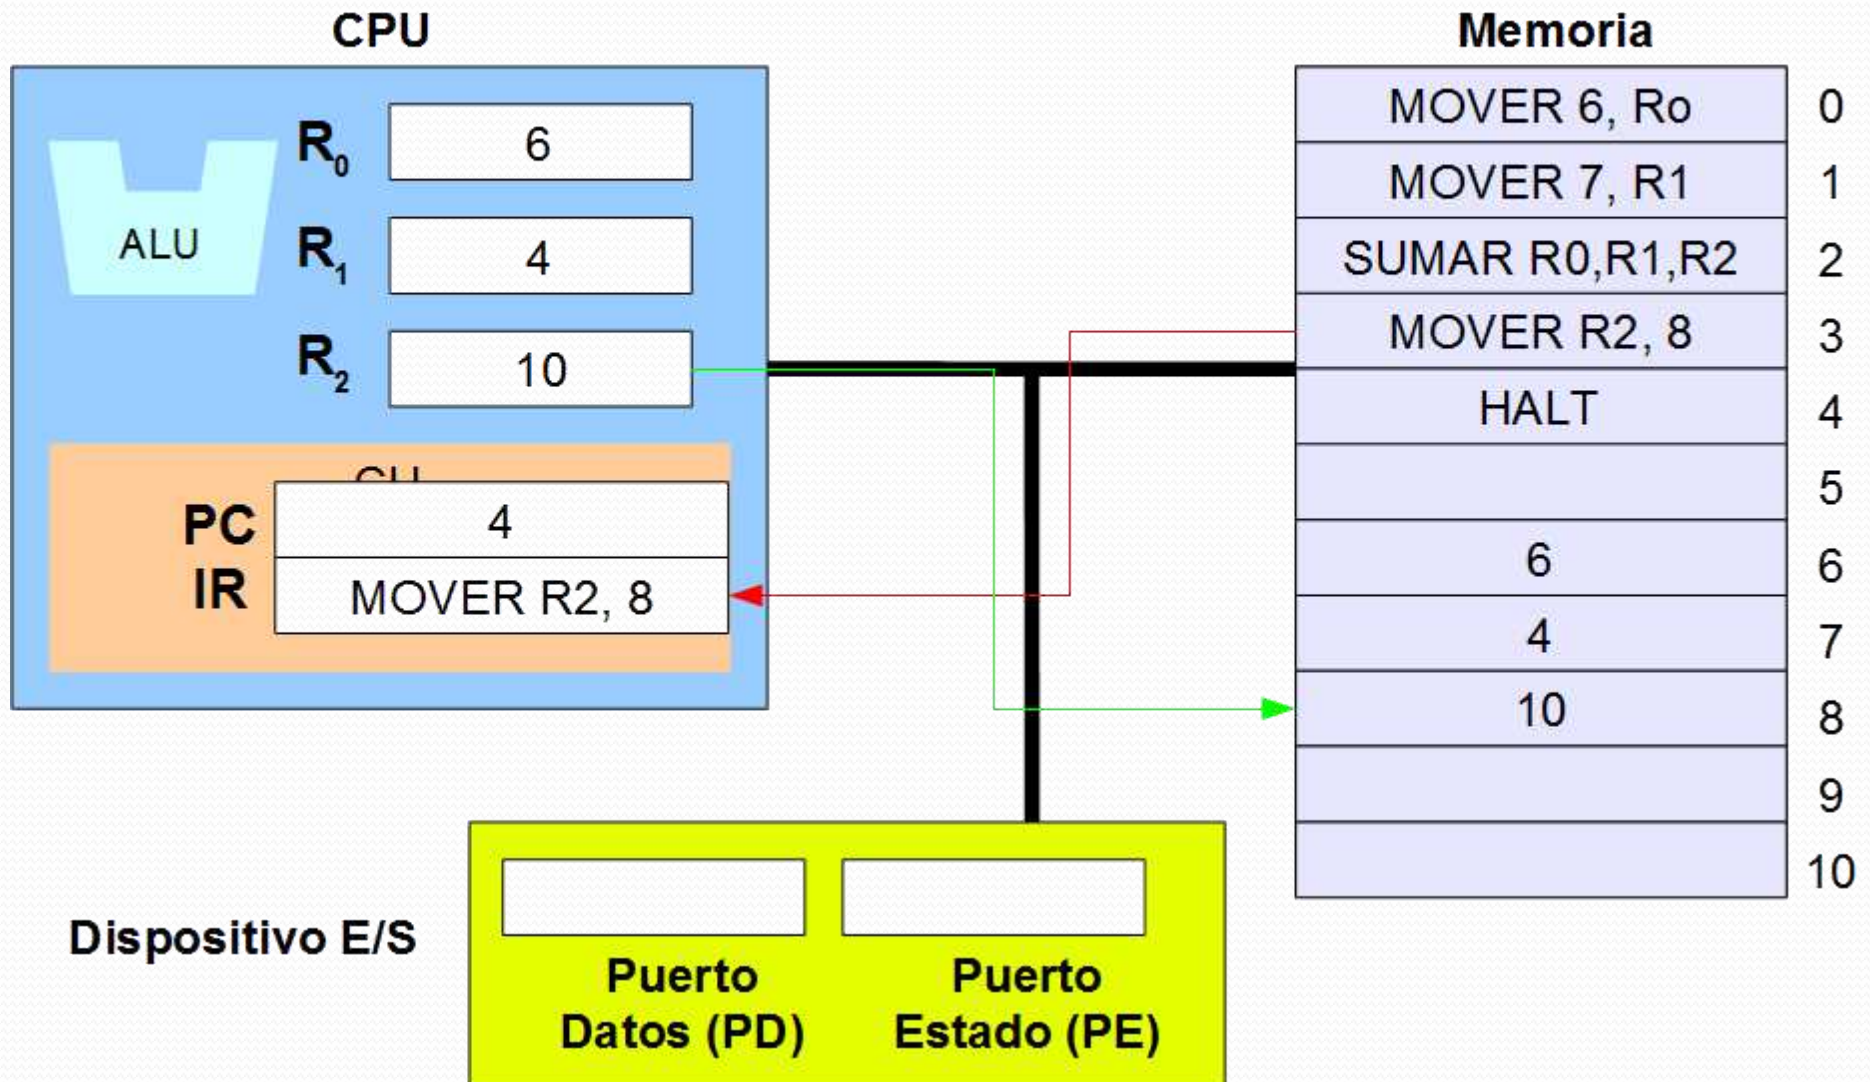 CPU
Memoria
R0
6
ALU
R1
4
R2
10
CU
PC
4
IR
MOVER R2, 8
MOVER 6, Ro
0
MOVER 7, R1
1
SUMAR R0,R1,R2
2
MOVER R2, 8
3
HALT
4
5
6
6
4
7
10
8
9
10
Dispositivo E/S
Puerto
Datos (PD)
Puerto
Estado (PE)